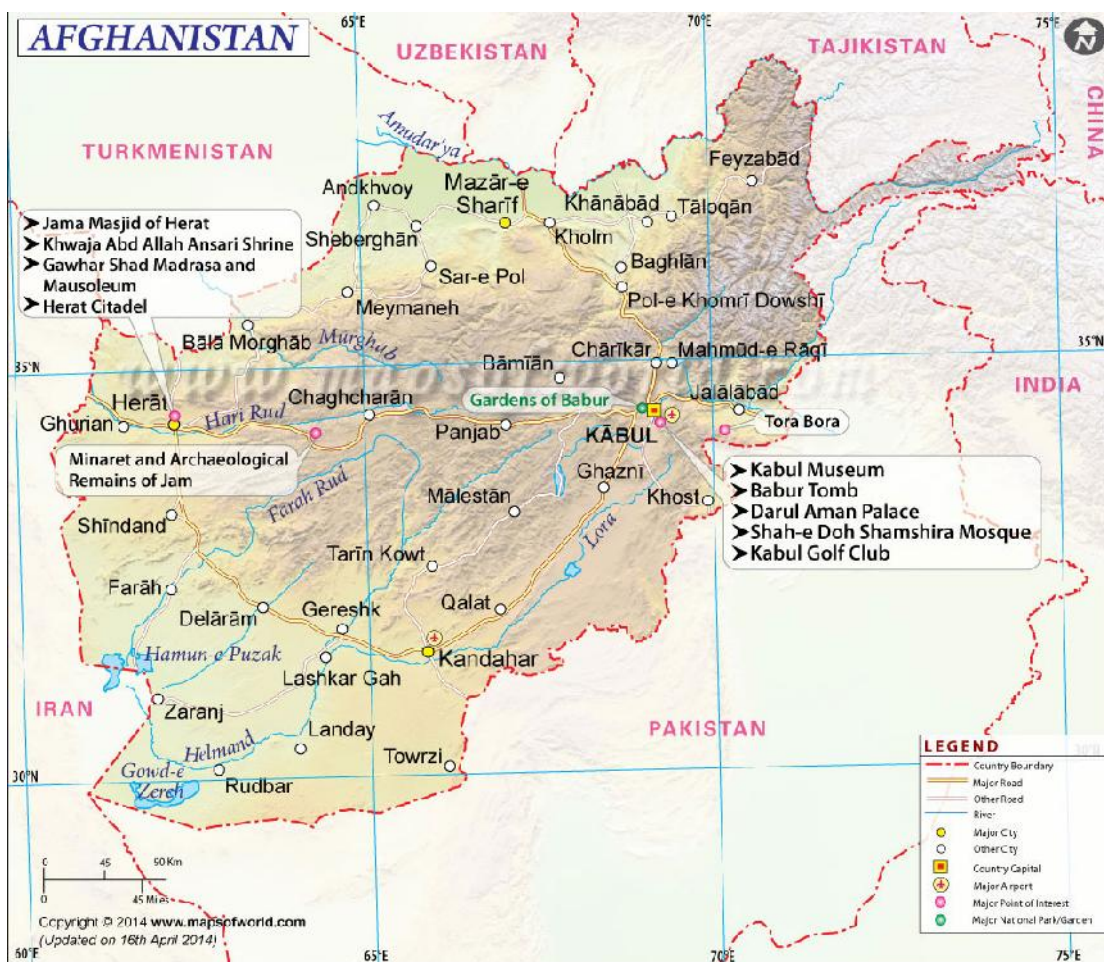 AFGHANISTAN
65°E
70°E
75°E
N
UZBEKISTAN
TAJIKISTAN
CHINA
TURKMENISTAN
Amudar'ya
Feyzabād
Andkhvoy
Mazār-e
Sharīf
Khānābād
Tāloqān
Kholm
Sheberghān
Baghlān
Sar-e Pol
Meymaneh
Pol-e Khomrī Dowshī
➤ Jama Masjid of Herat
➤ Khwaja Abd Allah Ansari Shrine
➤ Gawhar Shad Madrasa and
Mausoleum
➤ Herat Citadel
Bālā Morghāb
Murghab
Chārīkār
Mahmūd-e Rāqī
35°N
35°N
Bāmīān
INDIA
Herāt
Hari Rud
Chaghcharān
Gardens of Babur
Jalālābād
Ghurian
Panjab
KĀBUL
Tora Bora
Minaret and Archaeological
Remains of Jam
Farah Rud
Ghaznī
Khost
➤ Kabul Museum
➤ Babur Tomb
➤ Darul Aman Palace
➤ Shah-e Doh Shamshira Mosque
➤ Kabul Golf Club
Mālestān
Shīndand
Lora
Tarīn Kowt
Farāh
Delārām
Gereshk
Qalat
Hamun e Puzak
Kandahar
Lashkar Gah
IRAN
Zaranj
PAKISTAN
Landay
Helmand
Towrzi
30°N
30°N
Gowd-e
Zereh
Rudbar
LEGEND
Country Boundary
Major Road
Other Road
River
Major City
Other City
Country Capital
Major Airport
Major Point of Interest
Major National Park/Garden
0 45 90 Km
0 45 Miles
Copyright © 2014 www.mapsofworld.com
(Updated on 16th April 2014)
60°E
65°E
70°E
75°E